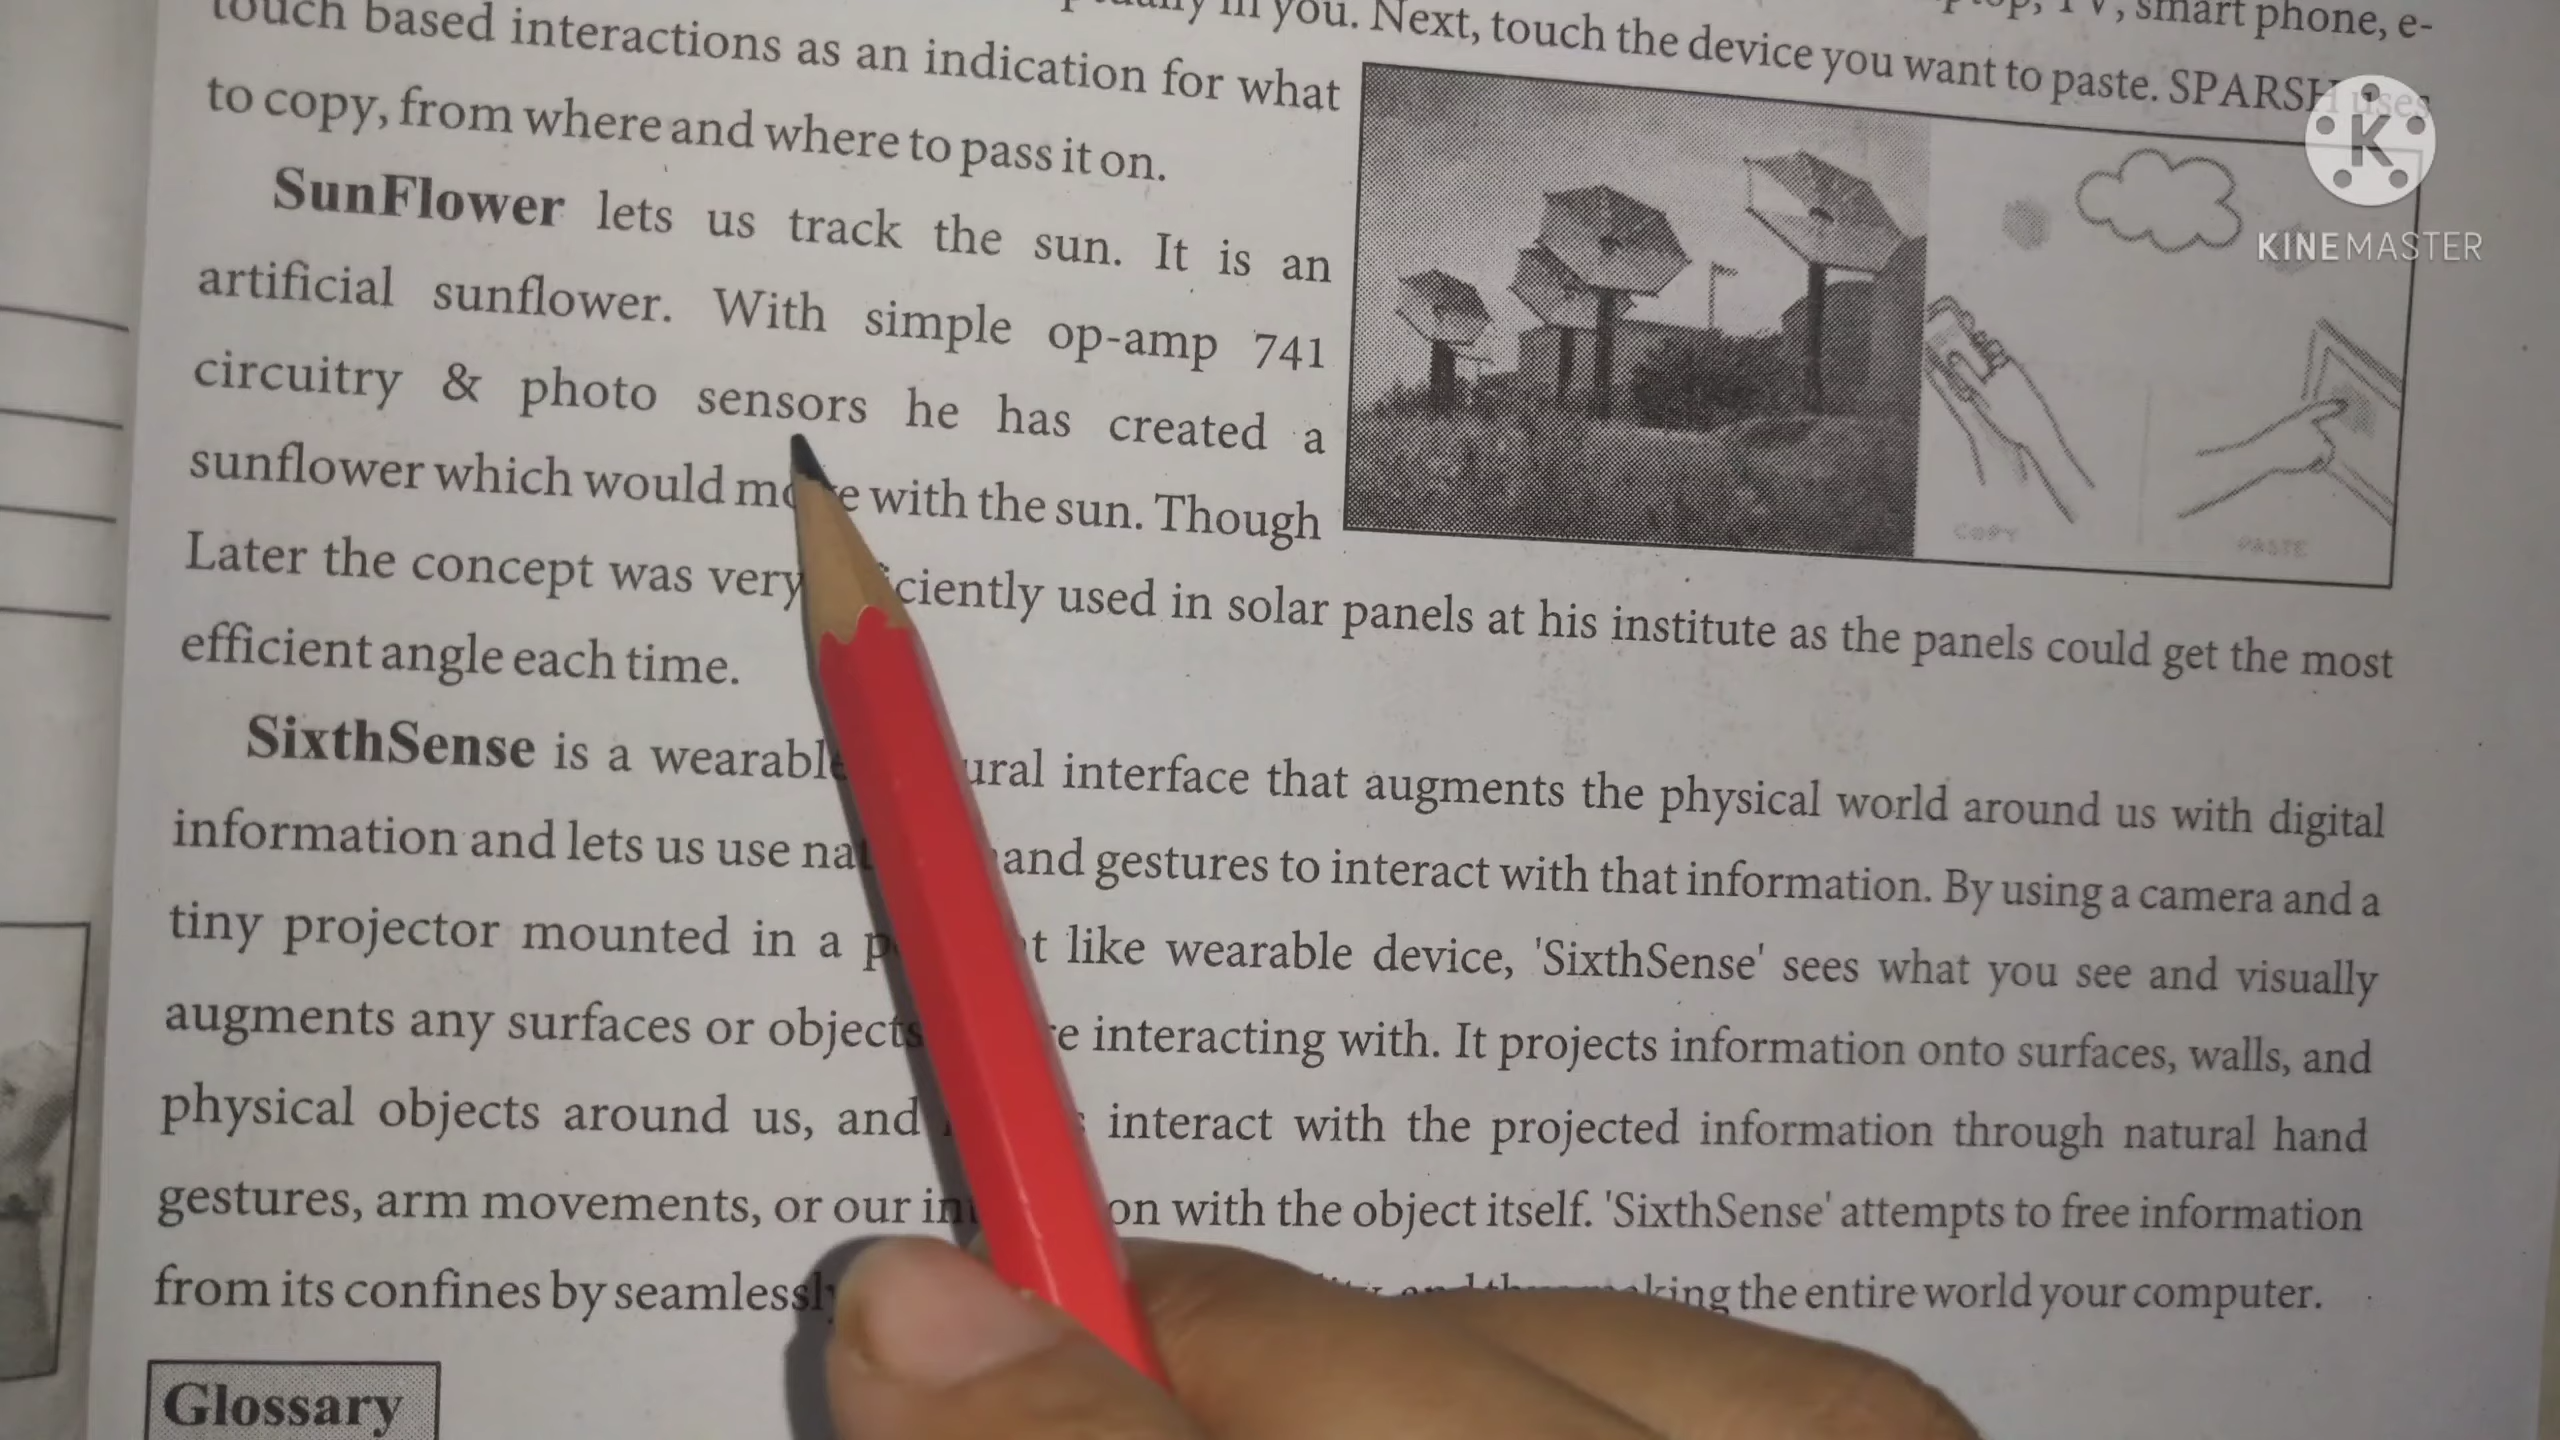 in you. Next, touch the device you want to paste. SPARSH uses
TV, smart phone, e-
touch based interactions as an indication for what
to copy, from where and where to pass it on.
SunFlower lets us track the sun. It is an
artificial sunflower. With simple op-amp 741
circuitry & photo sensors he has created a
sunflower which would with the sun. Though
Later the concept was very used in solar panels at his institute as the panels could get the most
efficient angle each time.
SixthSense is a interface that augments the physical world around us with digital
information and lets us use gestures to interact with that information. By using a camera and a
tiny projector mounted in a like wearable device, 'SixthSense' sees what you see and visually
augments any surfaces or objects interacting with. It projects information onto surfaces, walls, and
physical objects around us, and interact with the projected information through natural hand
gestures, arm movements, or our with the object itself. 'SixthSense' attempts to free information
from its confines by seamlessly the entire world your computer.
Glossary
COPY
PASTE
K
KINEMASTER